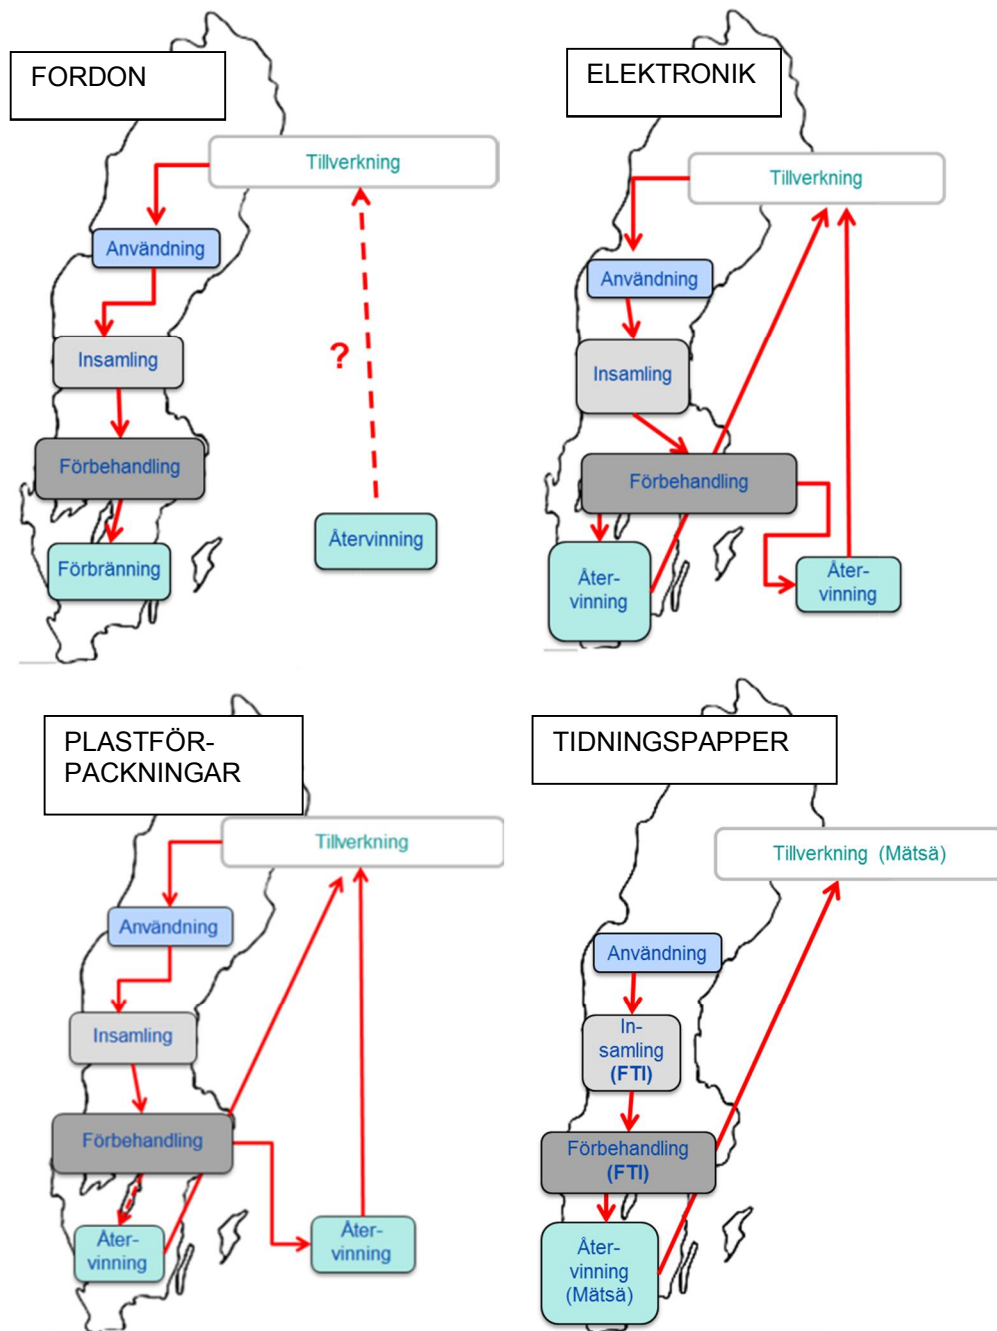 FORDON
Tillverkning
Användning
Insamling
?
Förbehandling
Återvinning
Förbränning
ELEKTRONIK
Tillverkning
Användning
Insamling
Förbehandling
Åter-
vinning
Åter-
vinning
PLASTFÖR-
PACKNINGAR
Tillverkning
Användning
Insamling
Förbehandling
Åter-
vinning
Åter-
vinning
TIDNINGSPAPPER
Tillverkning (Mätsä)
Användning
In-
samling
(FTI)
Förbehandling
(FTI)
Åter-
vinning
(Mätsä)